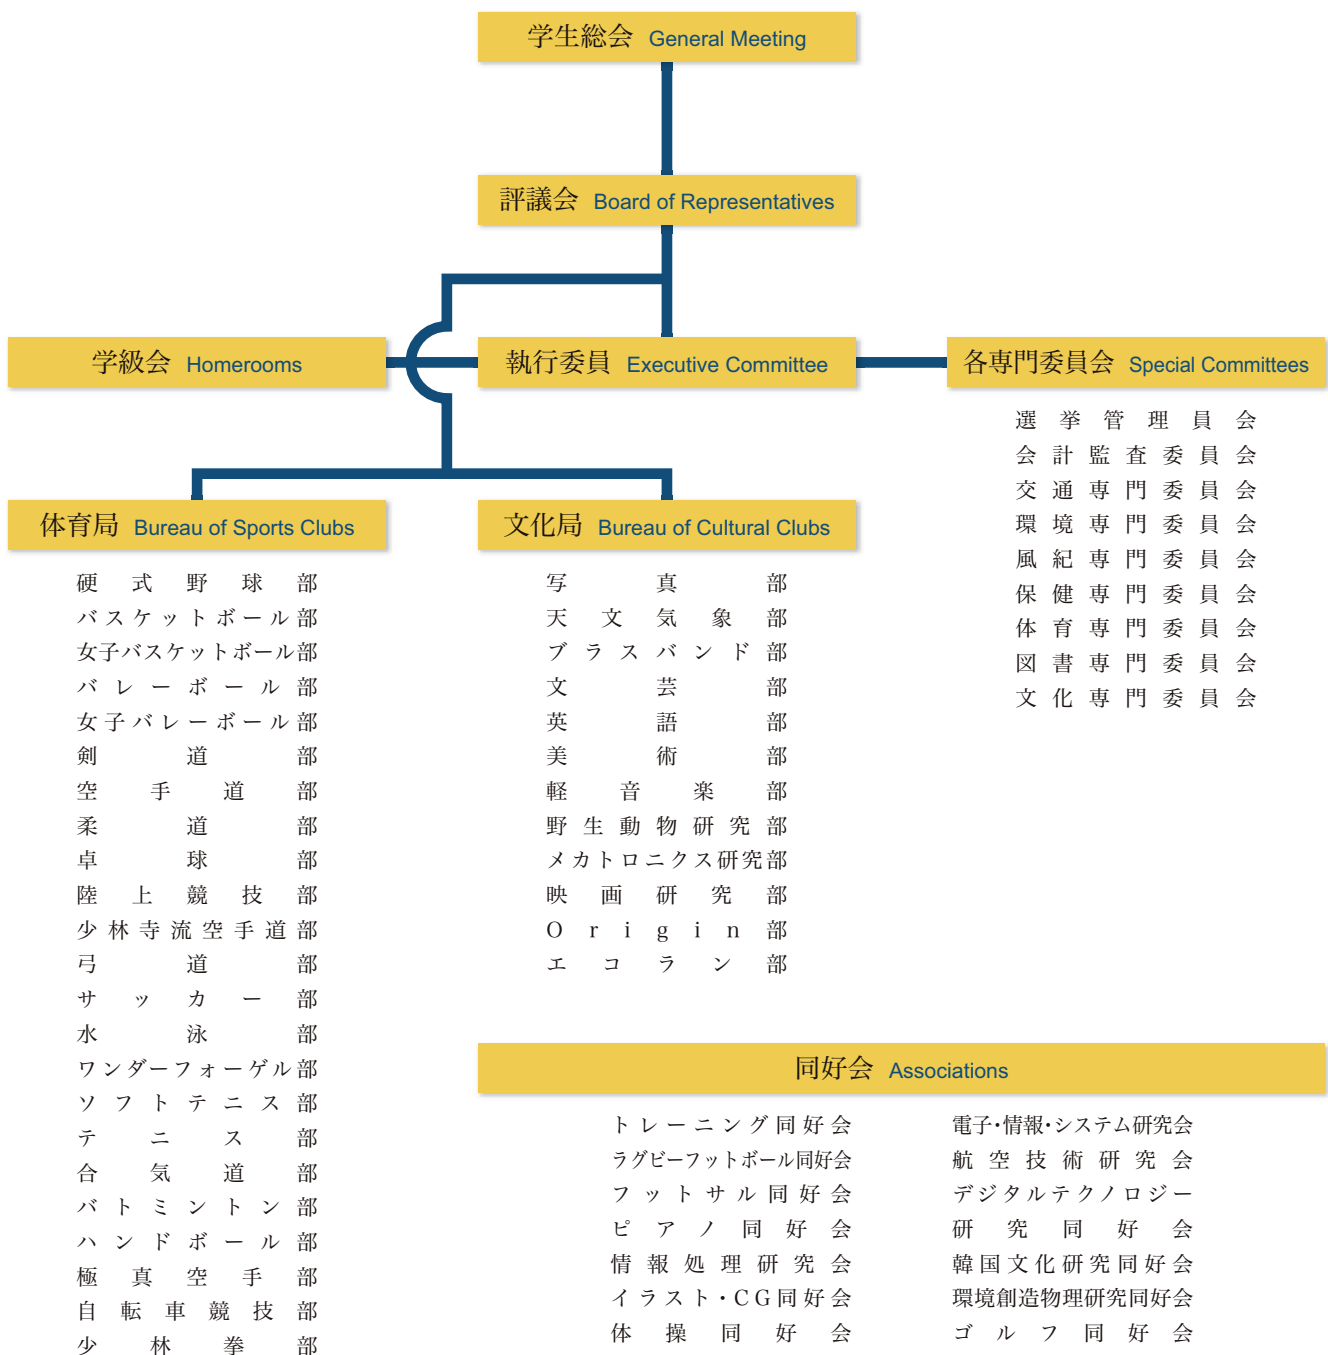 学生総会 General Meeting
評議会 Board of Representatives
学級会 Homerooms
執行委員 Executive Committee
各専門委員会 Special Committees
選挙管理員会
会計監査委員会
交通専門委員会
環境専門委員会
風紀専門委員会
保健専門委員会
体育専門委員会
図書専門委員会
文化専門委員会
体育局 Bureau of Sports Clubs
硬式野球部
バスケットボール部
女子バスケットボール部
バレーボール部
女子バレーボール部
剣道部
空手道部
柔道部
卓球部
陸上競技部
少林寺流空手道部
弓道部
サッカー部
水泳部
ワンダーフォーゲル部
ソフトテニス部
テニス部
合気道部
バトミントン部
ハンドボール部
極真空手部
自転車競技部
少林拳部
文化局 Bureau of Cultural Clubs
写真部
天文気象部
ブラスバンド部
文芸部
英語部
美術部
軽音楽部
野生動物研究部
メカトロニクス研究部
映画研究部
Origin部
エコラン部
同好会 Associations
トレーニング同好会
ラグビーフットボール同好会
フットサル同好会
ピアノ同好会
情報処理研究会
イラスト・CG同好会
体操同好会
電子・情報・システム研究会
航空技術研究会
デジタルテクノロジー
研究同好会
韓国文化研究同好会
環境創造物理研究同好会
ゴルフ同好会